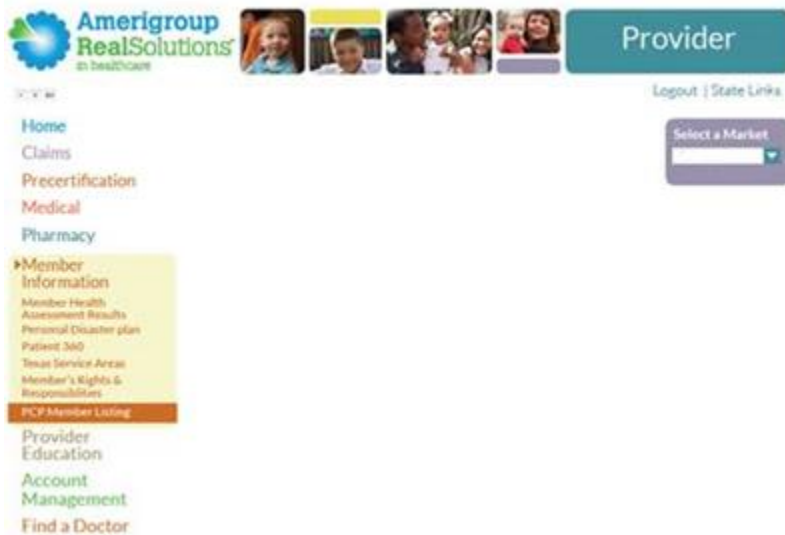 Amerigroup
RealSolutions
in healthcare
Provider
Logout | State Links
Home
Select a Market
Claims
Precertification
Medical
Pharmacy
Member
Information
Member Health
Assessment Results
Personal Disaster plan
Patient 360
Texas Service Areas
Member's Rights &
Responsibilities
PCP Member Listing
Provider
Education
Account
Management
Find a Doctor